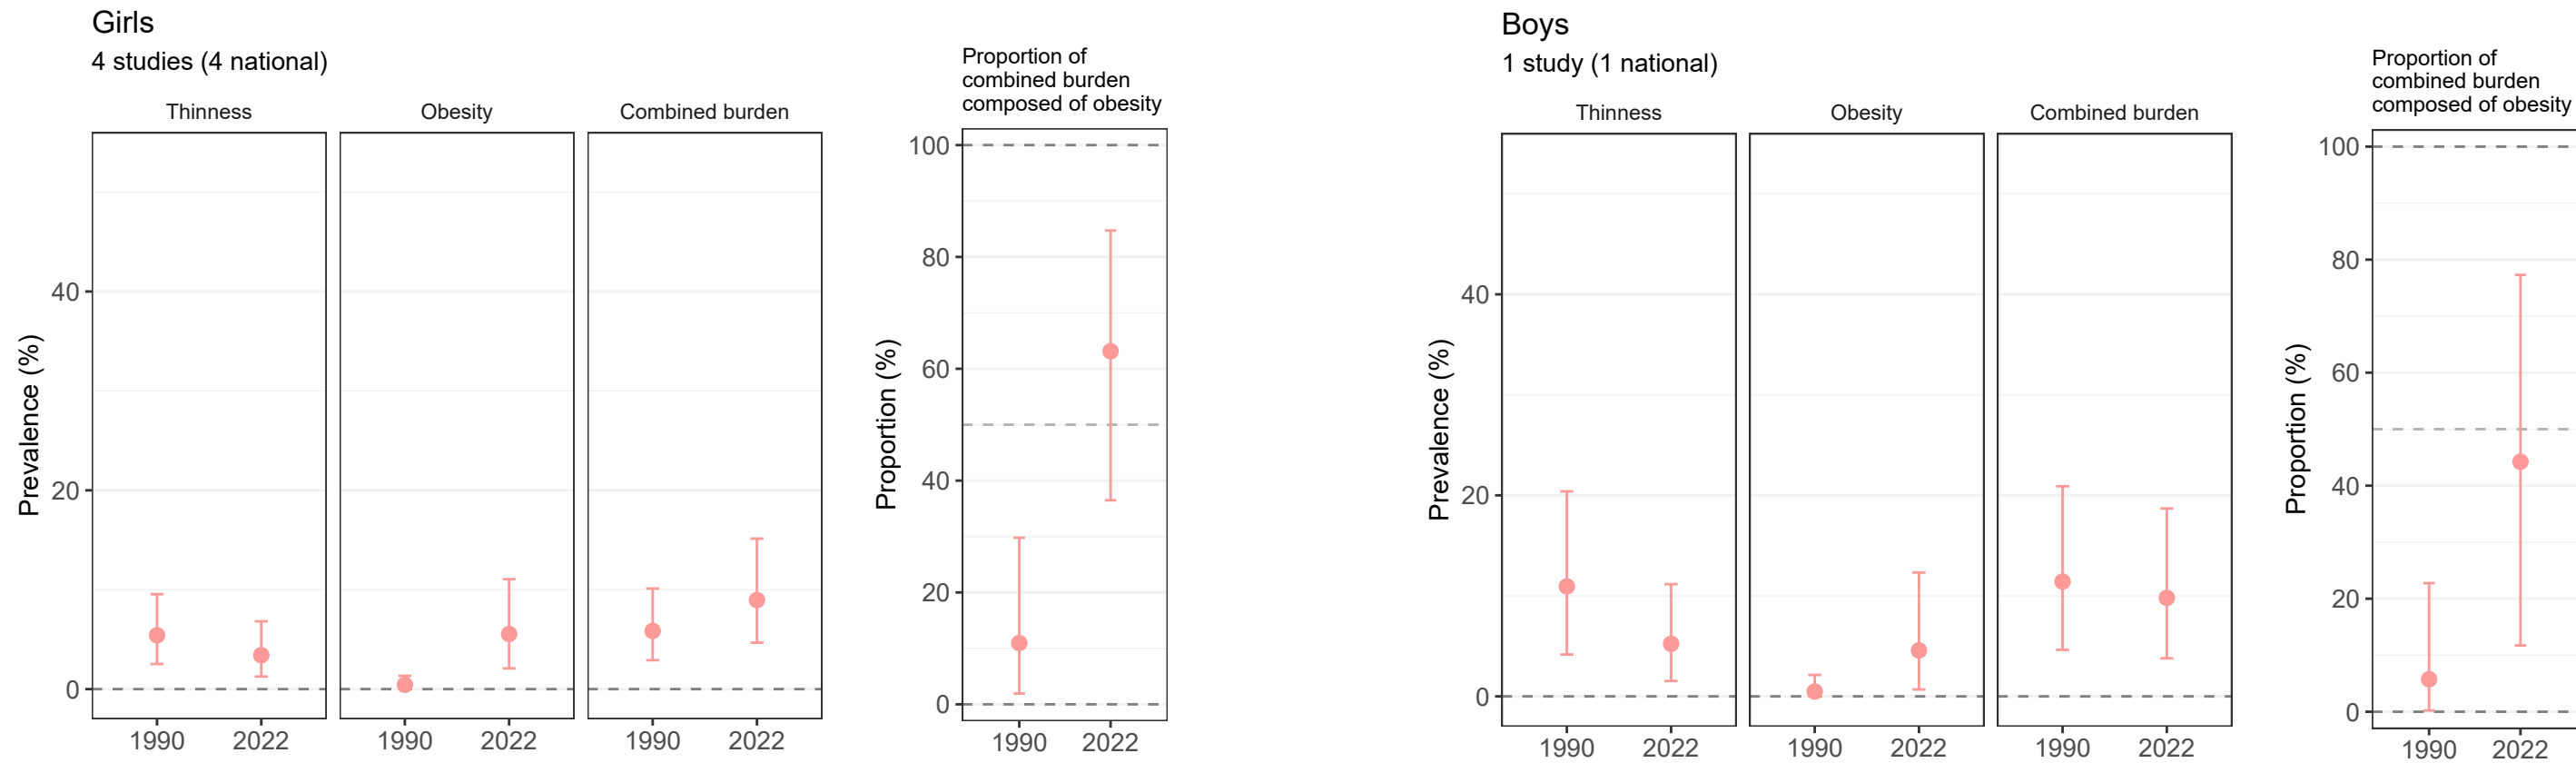 Girls
4 studies (4 national)
Thinness
Obesity
Combined burden
Prevalence (%)
40
20
0
1990 2022
1990 2022
1990 2022
Proportion of
combined burden
composed of obesity
Proportion (%)
100
80
60
40
20
0
1990 2022
Boys
1 study (1 national)
Thinness
Obesity
Combined burden
Prevalence (%)
40
20
0
1990 2022
1990 2022
1990 2022
Proportion of
combined burden
composed of obesity
Proportion (%)
100
80
60
40
20
0
1990 2022